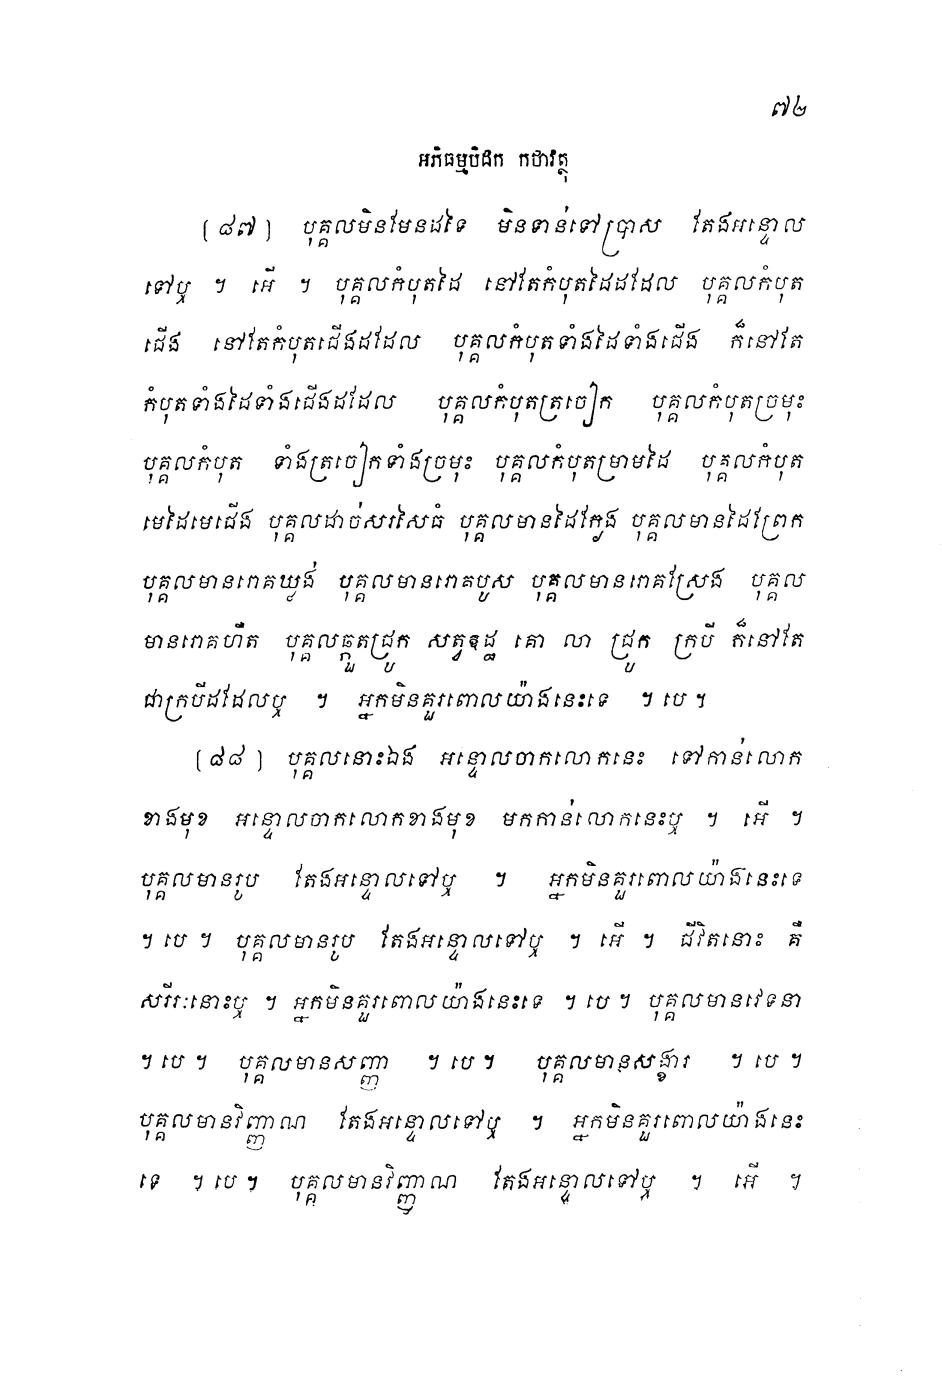 ៧២
អភិធម្មបិដក កថាវត្ថុ
(៨៧) បុគ្គលមិនមែនដទៃ មិនទាន់ទៅប្រាស តែងអន្ទោល
ទៅឬ ។ អើ ។ បុគ្គលកំបុតដៃ នៅតែកំបុតដៃដដែល បុគ្គលកំបុត
ជើង នៅតែកំបុតជើងដដែល បុគ្គលកំបុតទាំងដៃទាំងជើង ក៏នៅតែ
កំបុតទាំងដៃទាំងជើងដដែល បុគ្គលកំបុតត្រចៀក បុគ្គលកំបុតច្រមុះ
បុគ្គលកំបុត ទាំងត្រចៀកទាំងច្រមុះ បុគ្គលកំបុតម្រាមដៃ បុគ្គលកំបុត
មេដៃមេជើង បុគ្គលដាច់សរសៃធំ បុគ្គលមានដៃក្ងែង បុគ្គលមានដៃព្រែក
បុគ្គលមានរោគឃ្លង់ បុគ្គលមានរោគបូស បុគ្គលមានរោគស្រែង បុគ្គល
មានរោគហឺត បុគ្គលឆ្កួតជ្រូក សត្វឧដ្ឋ គោ លា ជ្រូក ក្របី ក៏នៅតែ
ជាក្របីដដែលឬ ។ អ្នកមិនគួរពោលយ៉ាងនេះទេ ។ បេ ។
(៨៨) បុគ្គលនោះឯង អន្ទោលចាកលោកនេះ ទៅកាន់លោក
ខាងមុខ អន្ទោលចាកលោកខាងមុខ មកកាន់លោកនេះឬ ។ អើ ។
បុគ្គលមានរូប តែងអន្ទោលទៅឬ ។ អ្នកមិនគួរពោលយ៉ាងនេះទេ
។ បេ ។ បុគ្គលមានរូប តែងអន្ទោលទៅឬ ។ អើ ។ ជីវិតនោះ គឺ
សរីរៈនោះឬ ។ អ្នកមិនគួរពោលយ៉ាងនេះទេ ។ បេ ។ បុគ្គលមានវេទនា
។ បេ ។ បុគ្គលមានសញ្ញា ។ បេ ។ បុគ្គលមានសង្ខារ ។ បេ ។
បុគ្គលមានវិញ្ញាណ តែងអន្ទោលទៅឬ ។ អ្នកមិនគួរពោលយ៉ាងនេះ
ទេ ។ បេ ។ បុគ្គលមានវិញ្ញាណ តែងអន្ទោលទៅឬ ។ អើ ។